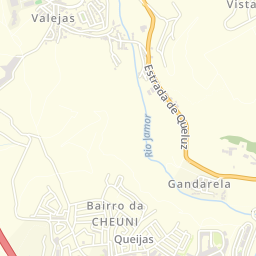 Valejas
Vista
Estrada de Queluz
Rio Jamor
Gandarela
Bairro da
CHEUNI
Queijas